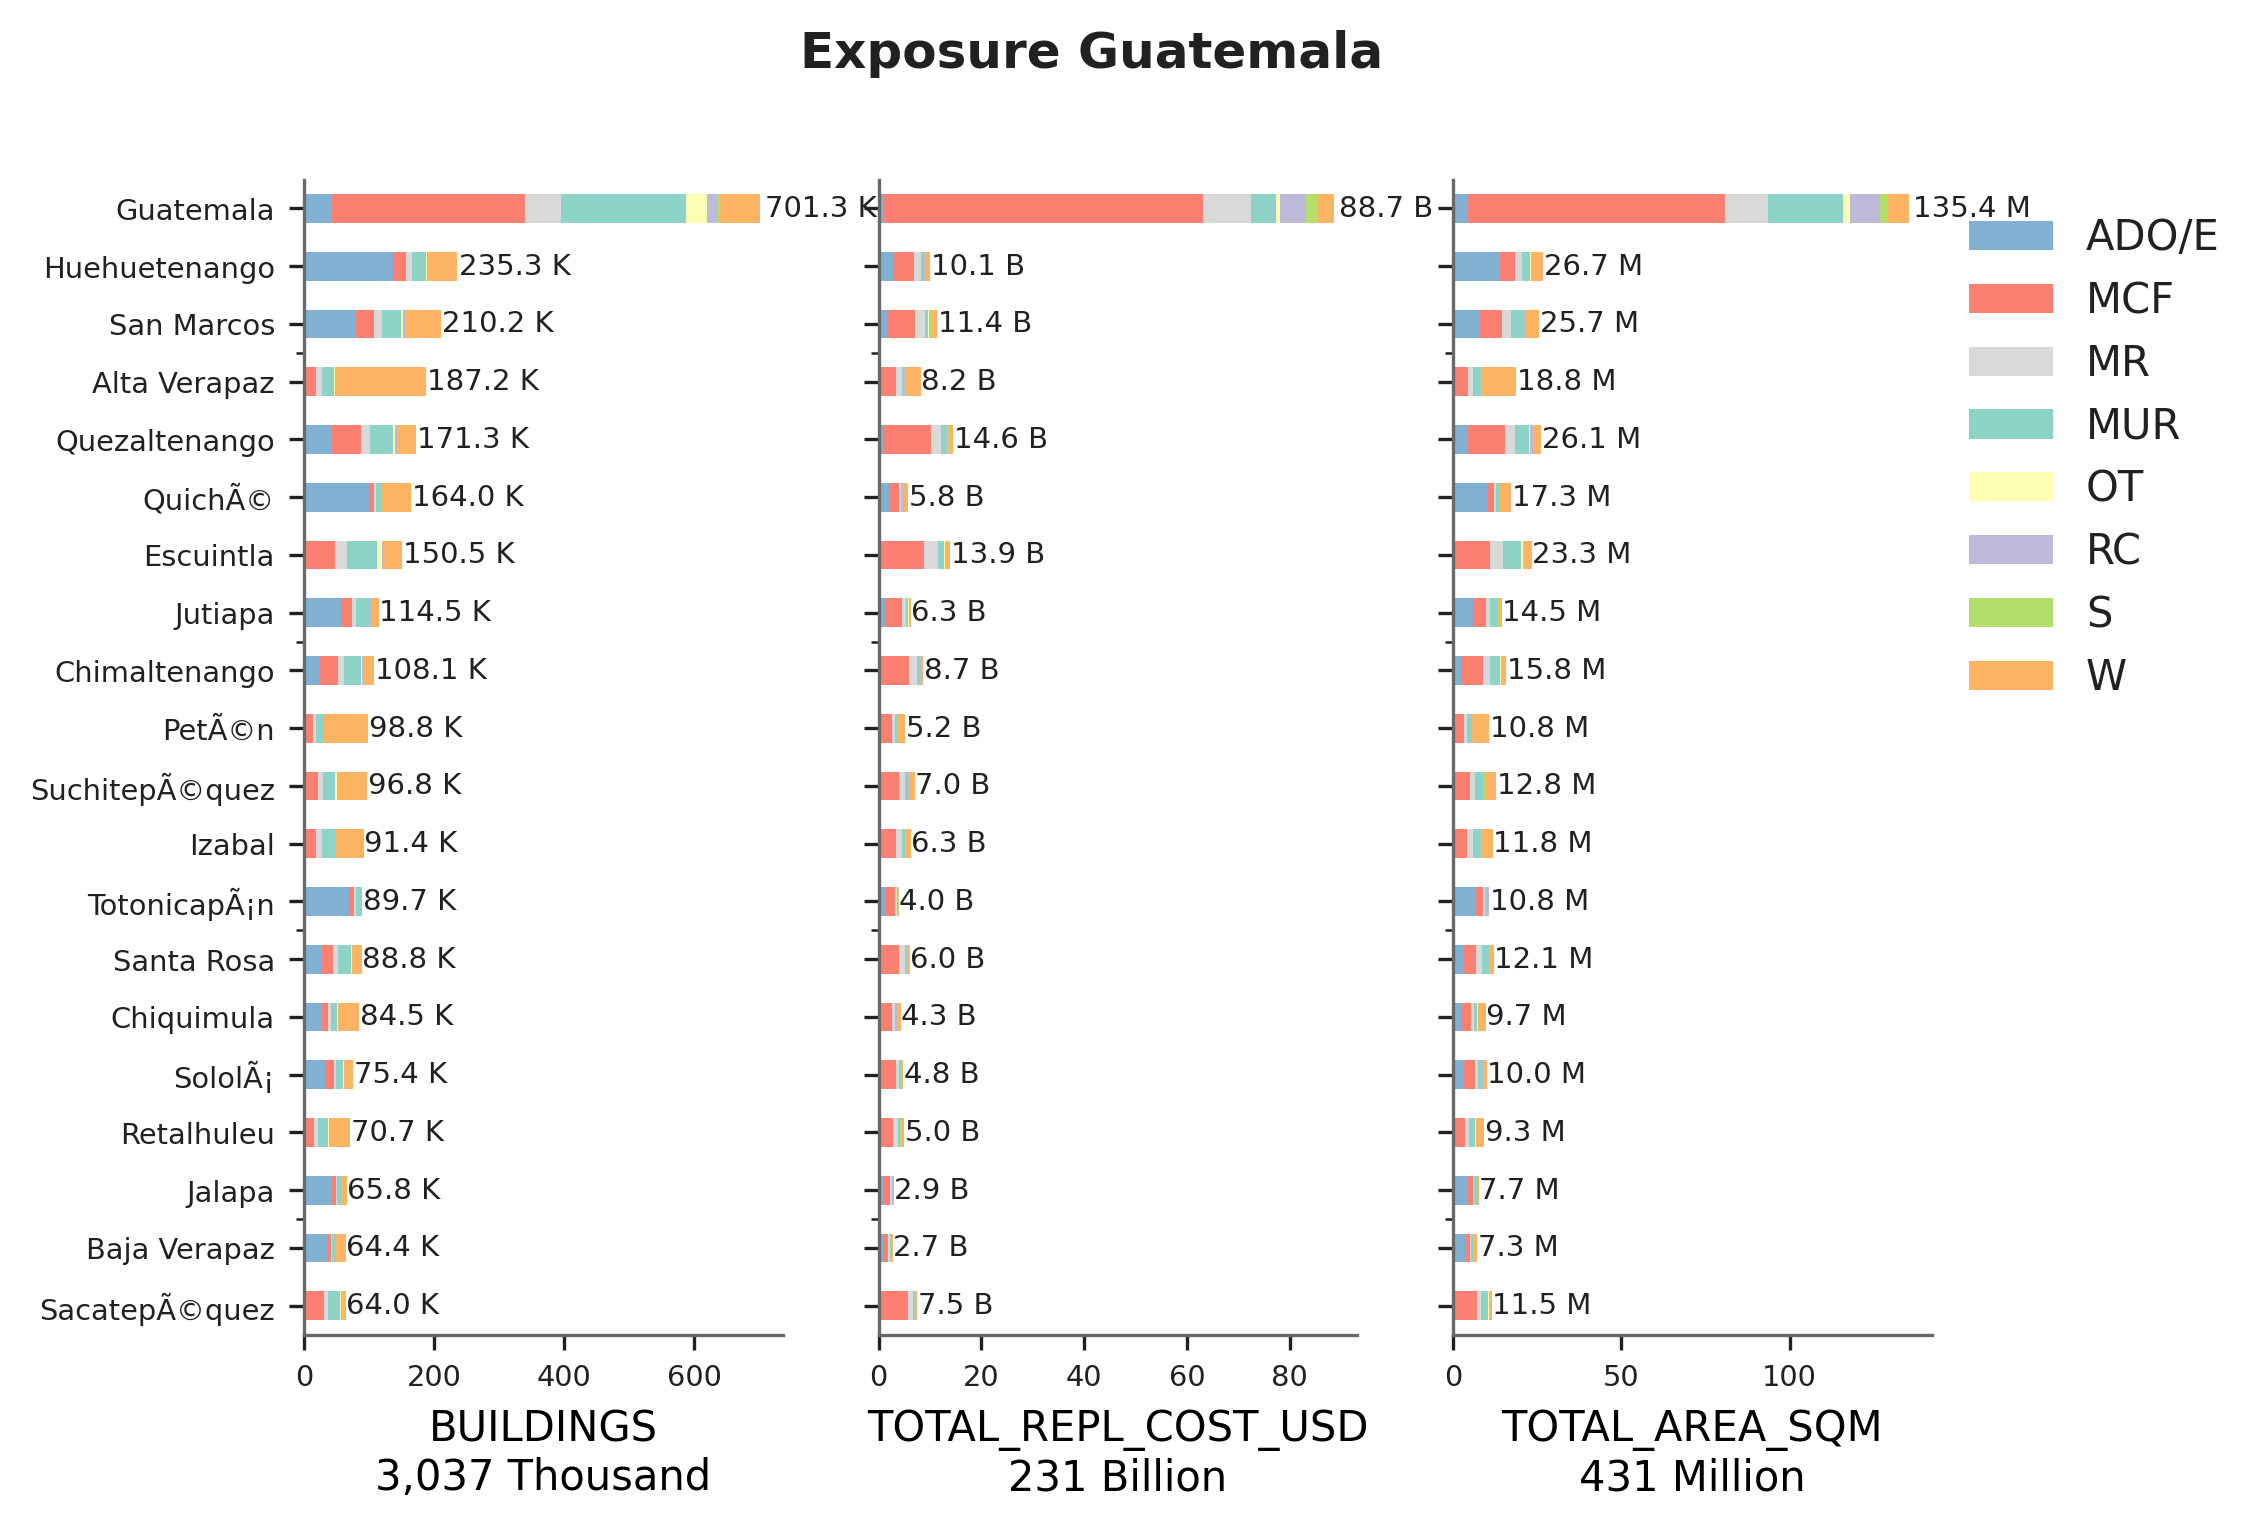 Exposure Guatemala
Guatemala 701.3 K 88.7 B 135.4 M
Huehuetenango 235.3 K 10.1 B 26.7 M
San Marcos 210.2 K 11.4 B 25.7 M
Alta Verapaz 187.2 K 8.2 B 18.8 M
Quezaltenango 171.3 K 14.6 B 26.1 M
QuichÃ© 164.0 K 5.8 B 17.3 M
Escuintla 150.5 K 13.9 B 23.3 M
Jutiapa 114.5 K 6.3 B 14.5 M
Chimaltenango 108.1 K 8.7 B 15.8 M
PetÃ©n 98.8 K 5.2 B 10.8 M
SuchitepÃ©quez 96.8 K 7.0 B 12.8 M
Izabal 91.4 K 6.3 B 11.8 M
TotonicapÃ¡n 89.7 K 4.0 B 10.8 M
Santa Rosa 88.8 K 6.0 B 12.1 M
Chiquimula 84.5 K 4.3 B 9.7 M
SololÃ¡ 75.4 K 4.8 B 10.0 M
Retalhuleu 70.7 K 5.0 B 9.3 M
Jalapa 65.8 K 2.9 B 7.7 M
Baja Verapaz 64.4 K 2.7 B 7.3 M
SacatepÃ©quez 64.0 K 7.5 B 11.5 M
0 200 400 600
BUILDINGS
3,037 Thousand
0 20 40 60 80
TOTAL_REPL_COST_USD
231 Billion
0 50 100
TOTAL_AREA_SQM
431 Million
ADO/E
MCF
MR
MUR
OT
RC
S
W